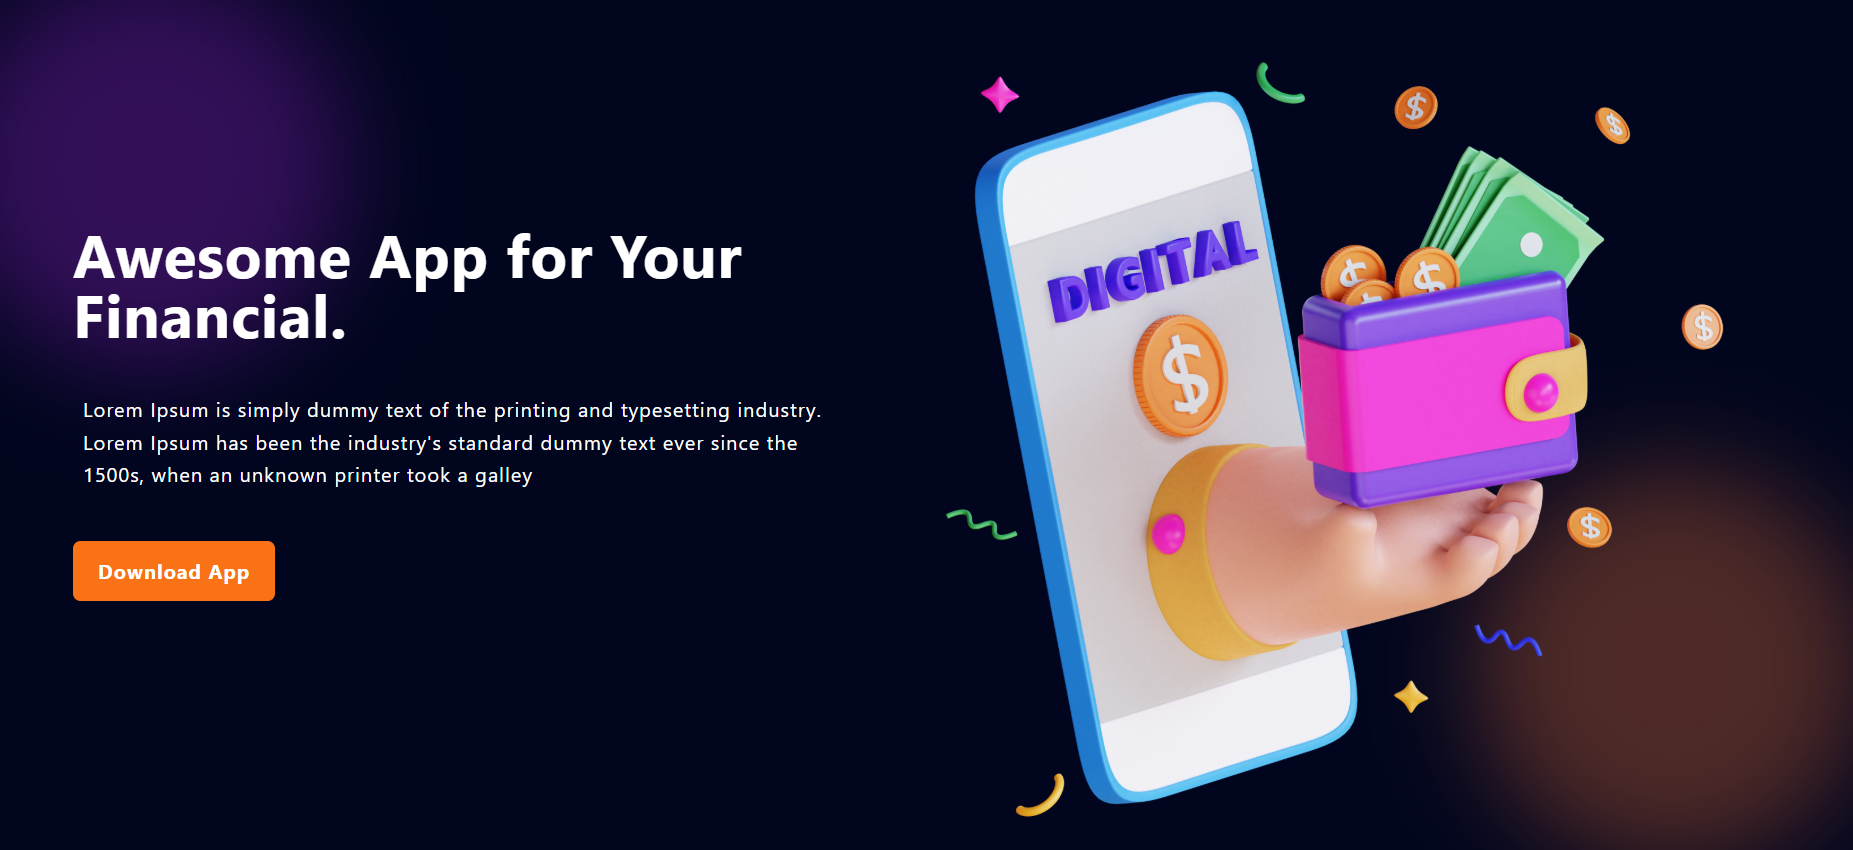 Awesome App for Your
Financial.
Lorem Ipsum is simply dummy text of the printing and typesetting industry.
Lorem Ipsum has been the industry's standard dummy text ever since the
1500s, when an unknown printer took a galley
Download App
DIGITAL
$
$
$
$
$
$
$
$